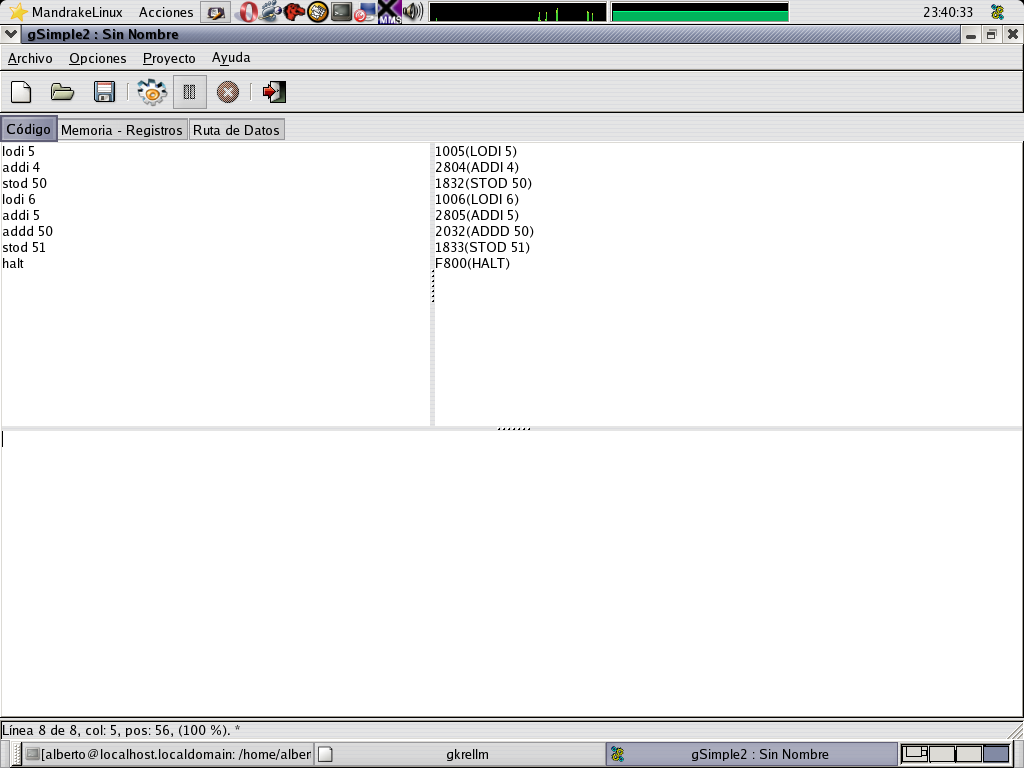 MandrakeLinux Acciones MMS 23:40:33
gSimple2 : Sin Nombre
Archivo Opciones Proyecto Ayuda
Código Memoria - Registros Ruta de Datos
lodi 5
addi 4
stod 50
lodi 6
addi 5
addd 50
stod 51
halt
1005(LODI 5)
2804(ADDI 4)
1832(STOD 50)
1006(LODI 6)
2805(ADDI 5)
2032(ADDD 50)
1833(STOD 51)
F800(HALT)
Línea 8 de 8, col: 5, pos: 56, (100 %). *
[alberto@localhost.localdomain: /home/alber gkrellm gSimple2 : Sin Nombre